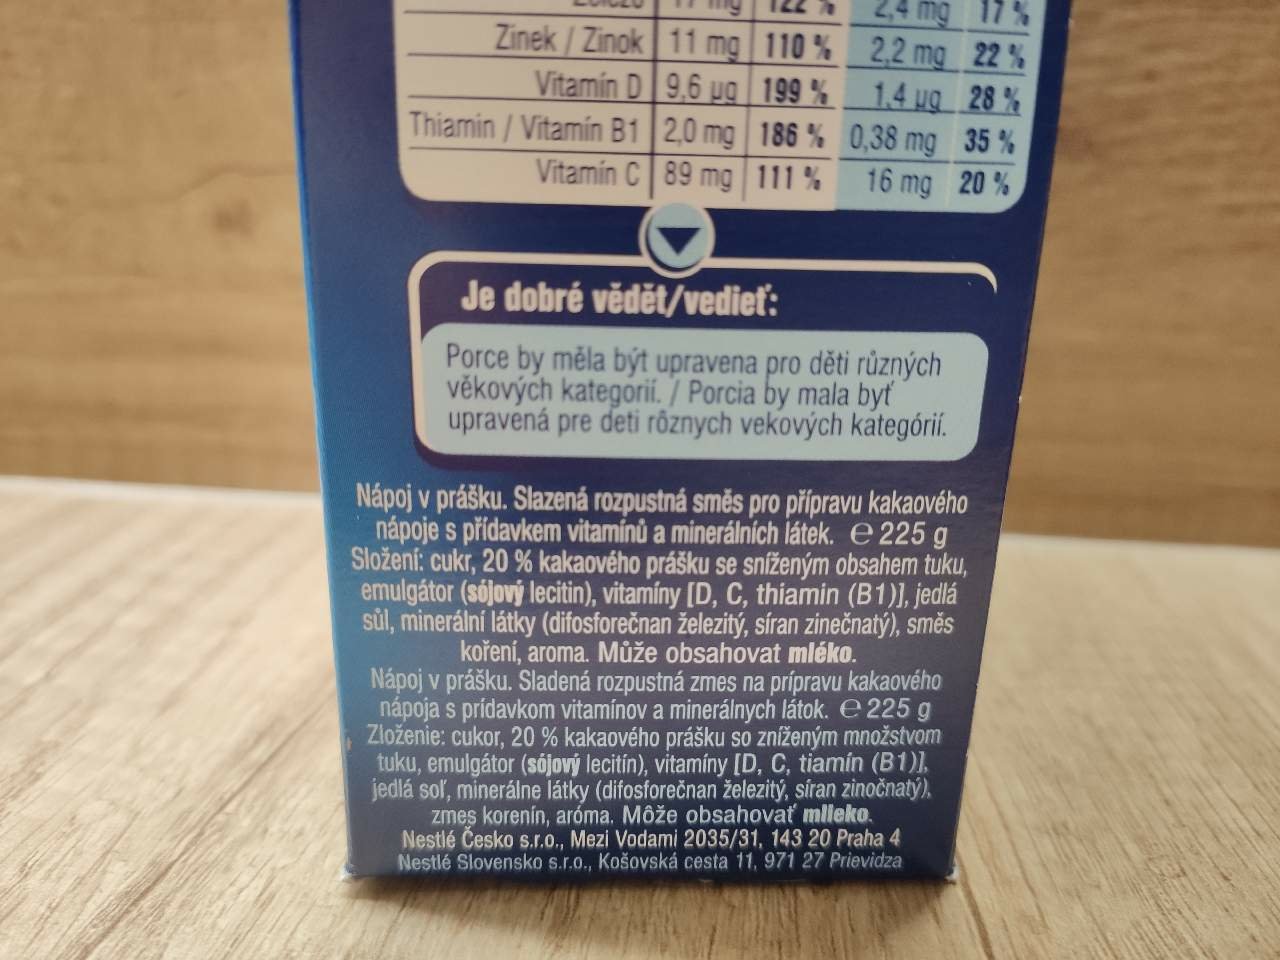 Železo 17 mg 122 % 2,4 mg 17 %
Zinek / Zinok 11 mg 110 % 2,2 mg 22 %
Vitamín D 9,6 µg 199 % 1,4 µg 28 %
Thiamin / Vitamín B1 2,0 mg 186 % 0,38 mg 35 %
Vitamín C 89 mg 111 % 16 mg 20 %
Je dobré vědět/vedieť:
Porce by měla být upravena pro děti různých
věkových kategorií. / Porcia by mala byť
upravená pre deti rôznych vekových kategórií.
Nápoj v prášku. Slazená rozpustná směs pro přípravu kakaového
nápoje s přídavkem vitamínů a minerálních látek. ℮ 225 g
Složení: cukr, 20 % kakaového prášku se sníženým obsahem tuku,
emulgátor (sójový lecitin), vitamíny [D, C, thiamin (B1)], jedlá
sůl, minerální látky (difosforečnan železitý, síran zinečnatý), směs
koření, aroma. Může obsahovat mléko.
Nápoj v prášku. Sladená rozpustná zmes na prípravu kakaového
nápoja s prídavkom vitamínov a minerálnych látok. ℮ 225 g
Zloženie: cukor, 20 % kakaového prášku so zníženým množstvom
tuku, emulgátor (sójový lecitín), vitamíny [D, C, tiamín (B1)],
jedlá soľ, minerálne látky (difosforečnan železitý, síran zinočnatý),
zmes korenín, aróma. Môže obsahovať mlieko.
Nestlé Česko s.r.o., Mezi Vodami 2035/31, 143 20 Praha 4
Nestlé Slovensko s.r.o., Košovská cesta 11, 971 27 Prievidza